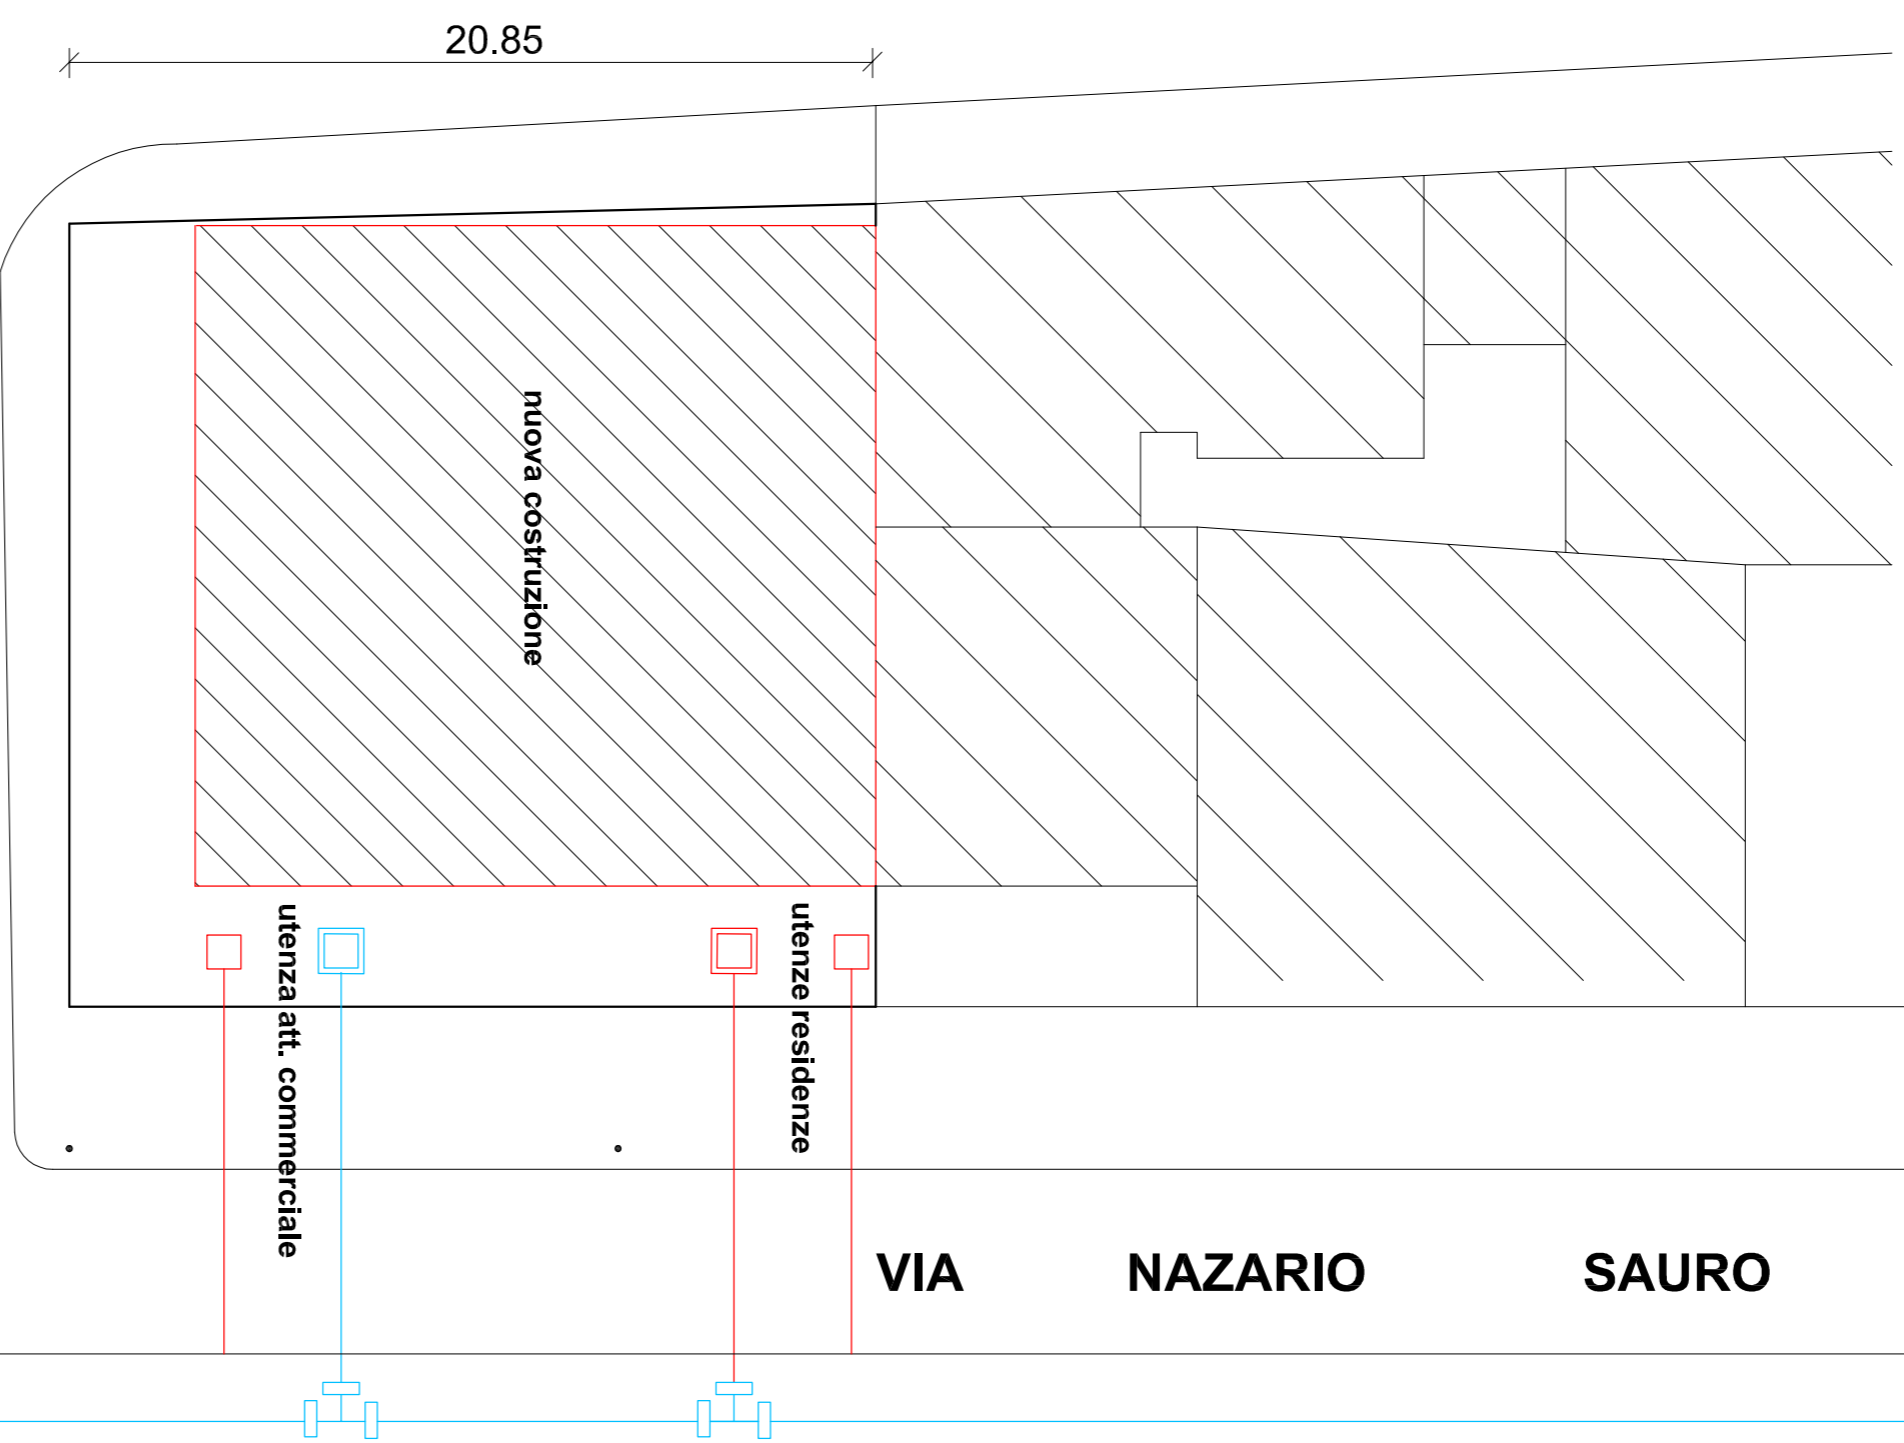 20.85
nuova costruzione
utenza att. commerciale
utenze residenze
VIA NAZARIO SAURO